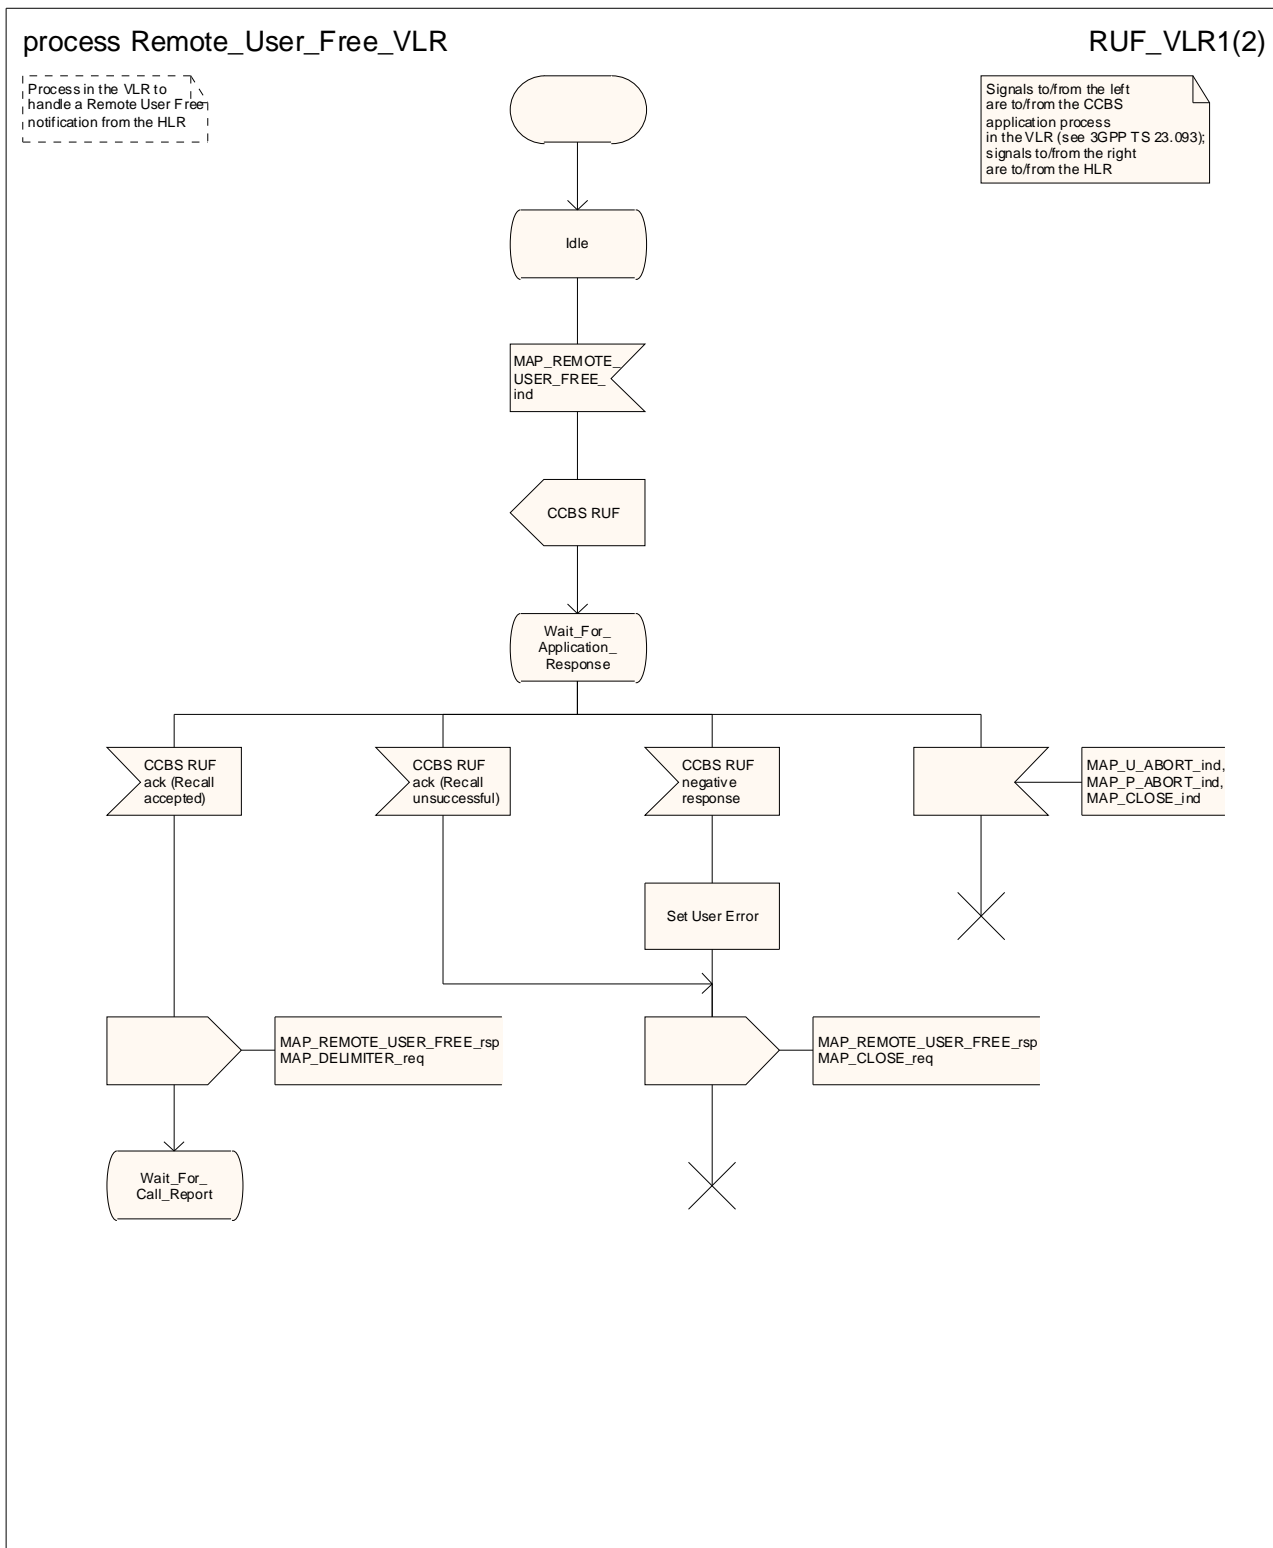 process Remote_User_Free_VLR
RUF_VLR1(2)
Process in the VLR to
handle a Remote User Free
notification from the HLR
Signals to/from the left
are to/from the CCBS
application process
in the VLR (see 3GPP TS 23.093);
signals to/from the right
are to/from the HLR
Idle
MAP_REMOTE_
USER_FREE_
ind
CCBS RUF
Wait_For_
Application_
Response
CCBS RUF
ack (Recall
accepted)
CCBS RUF
ack (Recall
unsuccessful)
CCBS RUF
negative
response
MAP_U_ABORT_ind,
MAP_P_ABORT_ind,
MAP_CLOSE_ind
Set User Error
MAP_REMOTE_USER_FREE_rsp
MAP_DELIMITER_req
MAP_REMOTE_USER_FREE_rsp
MAP_CLOSE_req
Wait_For_
Call_Report